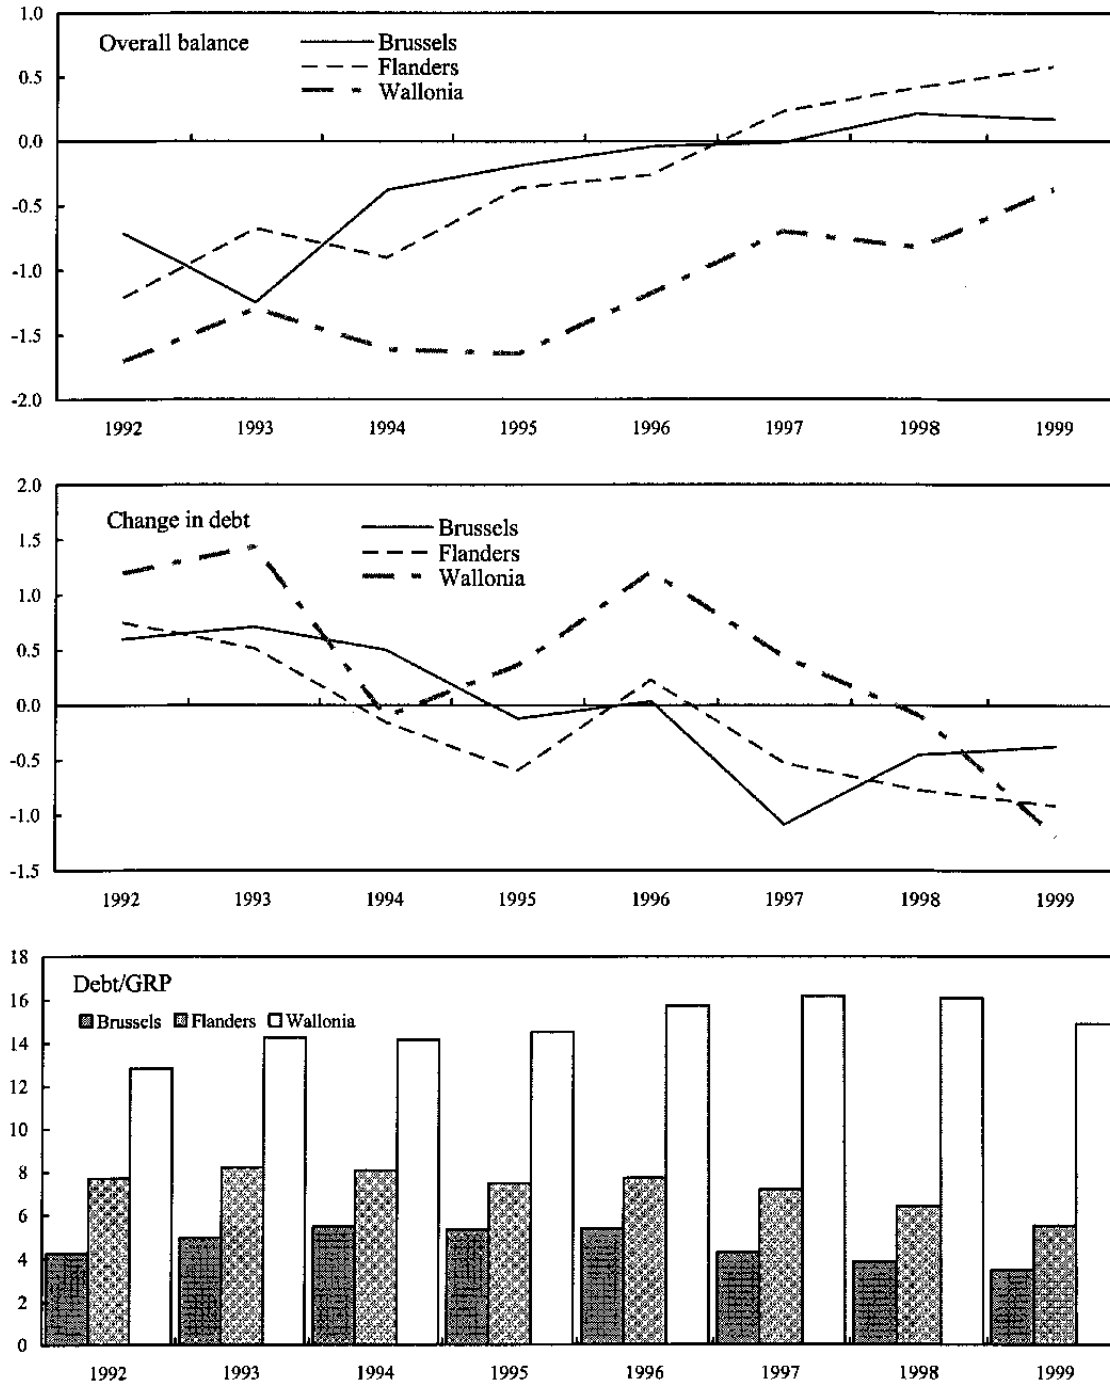 1.0
Overall balance
Brussels
Flanders
Wallonia
0.5
0.0
-0.5
-1.0
-1.5
-2.0
1992 1993 1994 1995 1996 1997 1998 1999
2.0
Change in debt
Brussels
Flanders
Wallonia
1.5
1.0
0.5
0.0
-0.5
-1.0
-1.5
1992 1993 1994 1995 1996 1997 1998 1999
18
Debt/GRP
16
Brussels Flanders Wallonia
14
12
10
8
6
4
2
0
1992 1993 1994 1995 1996 1997 1998 1999